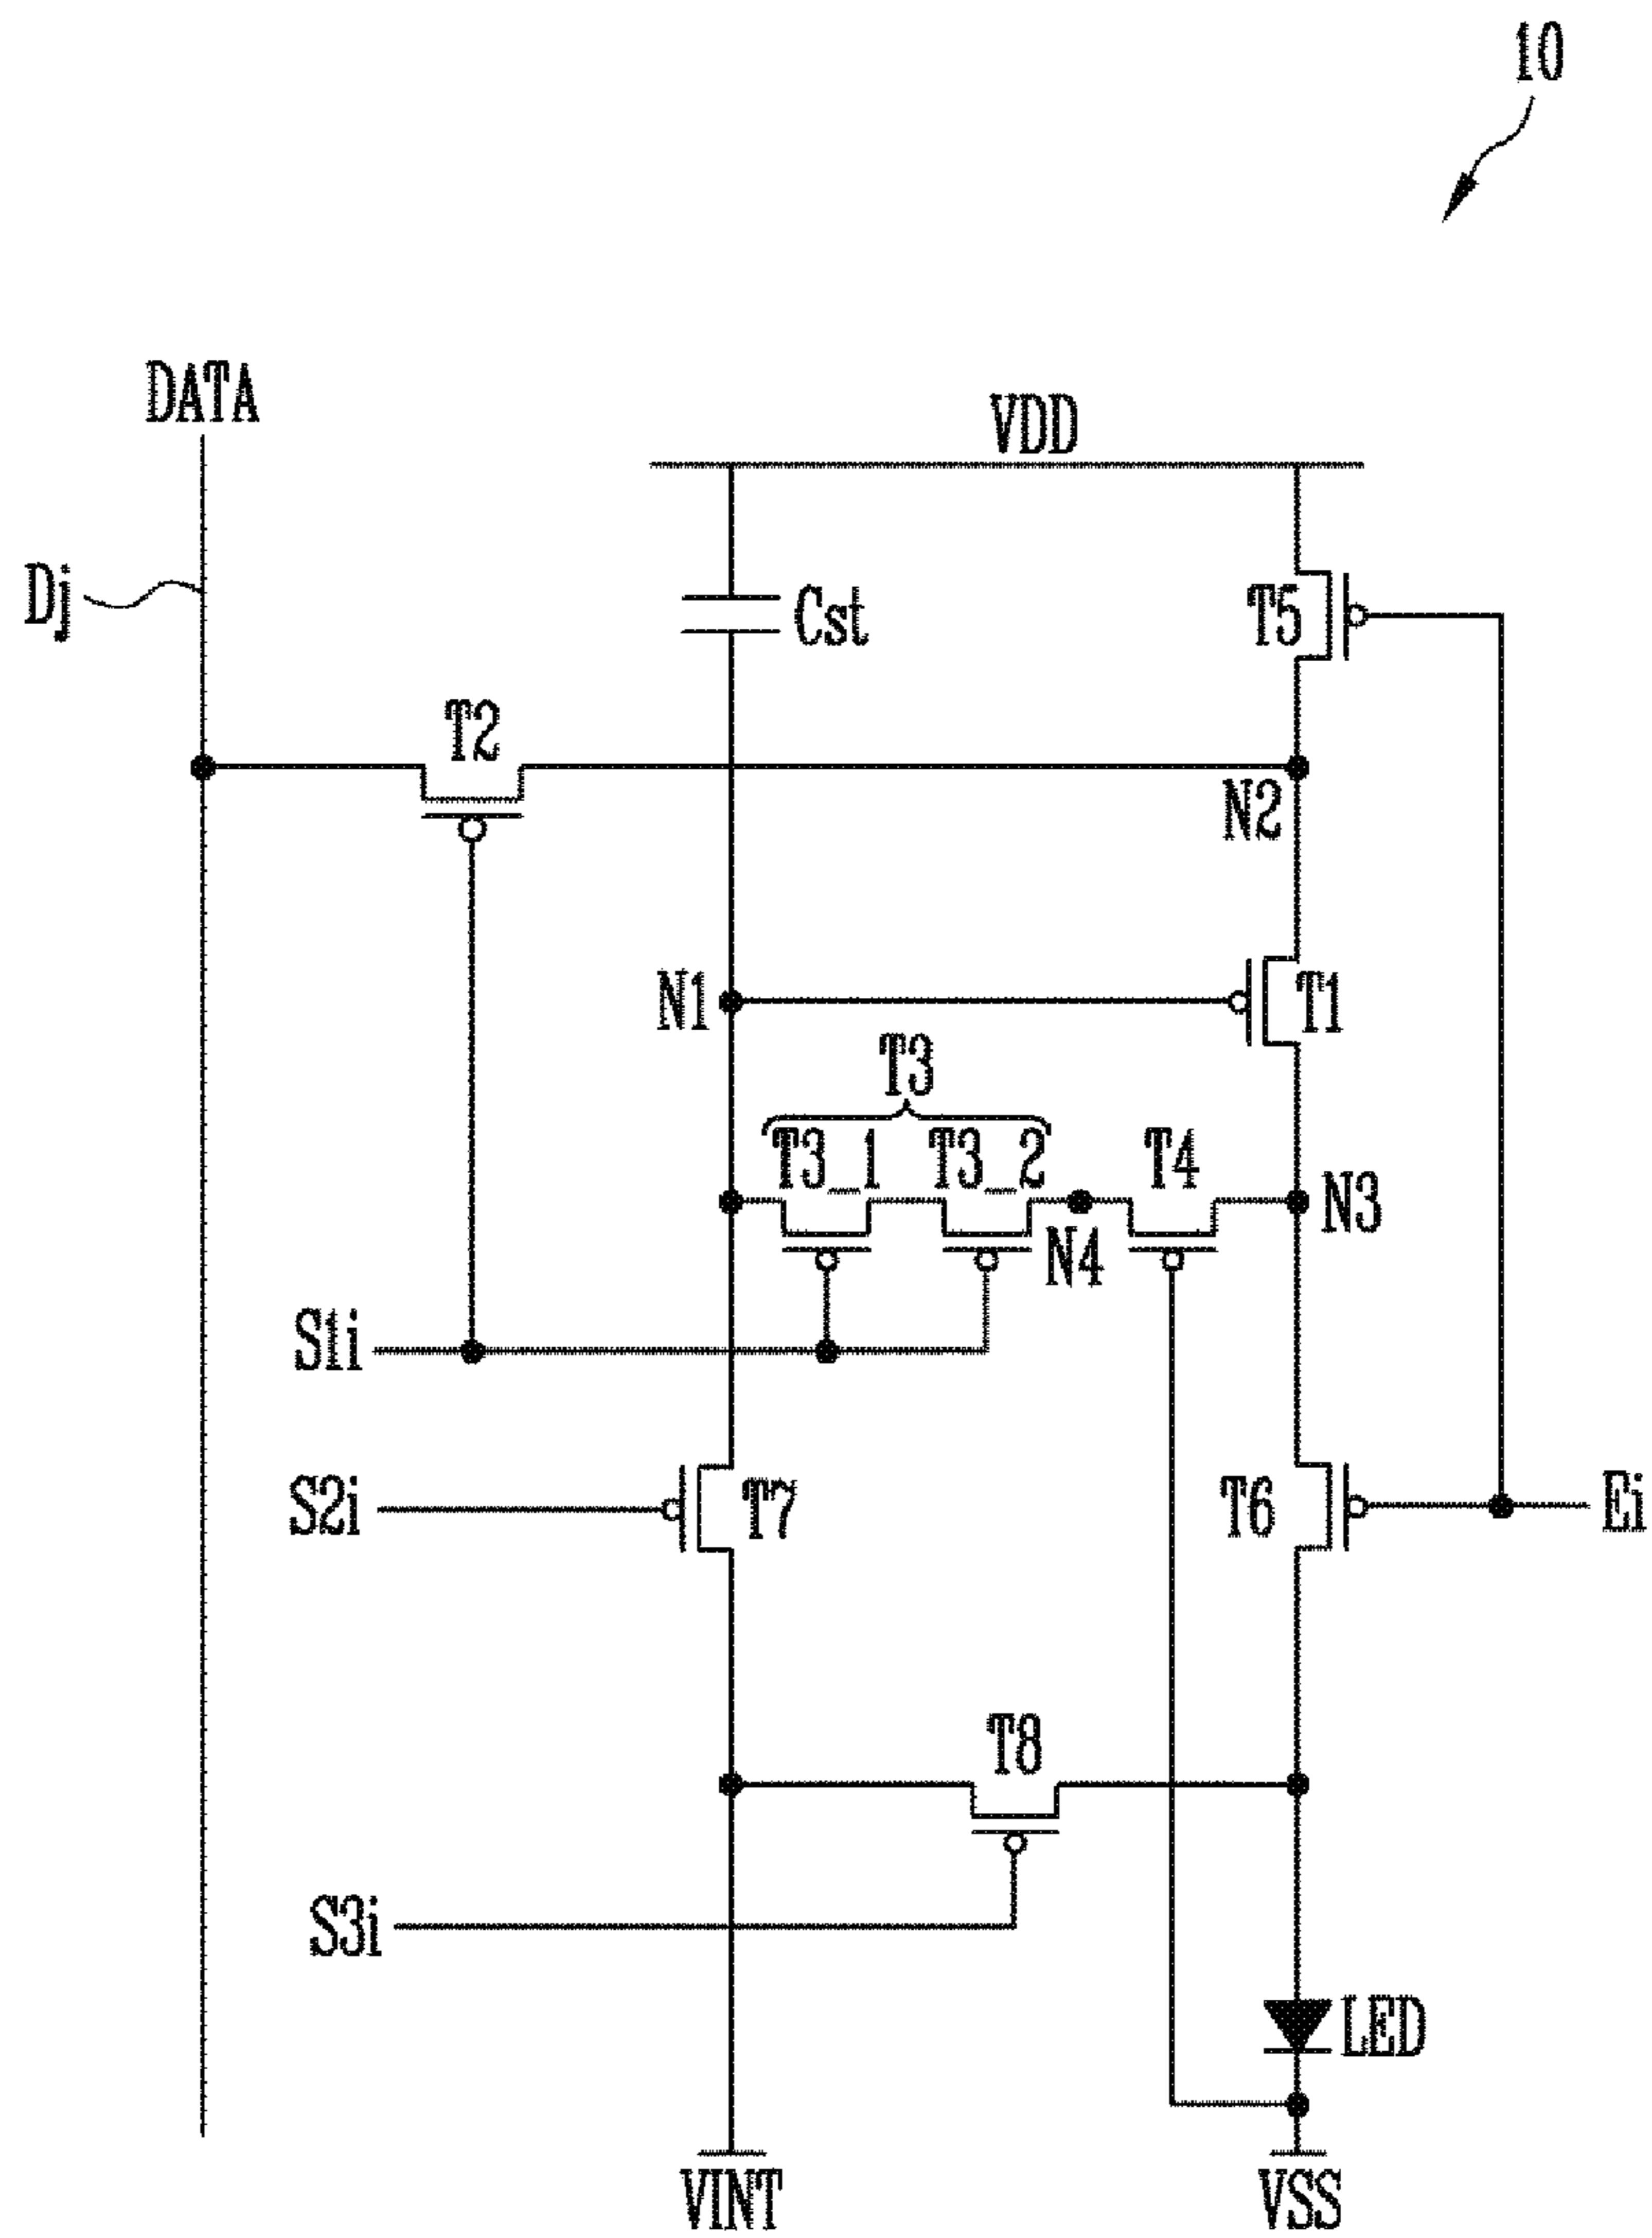 10
DATA
VDD
Dj
Cst
T5
T2
N2
N1
T1
T3
T3_1
T3_2
T4
N3
N4
S1i
S2i
T7
T6
Ei
T8
S3i
LED
VINT
VSS